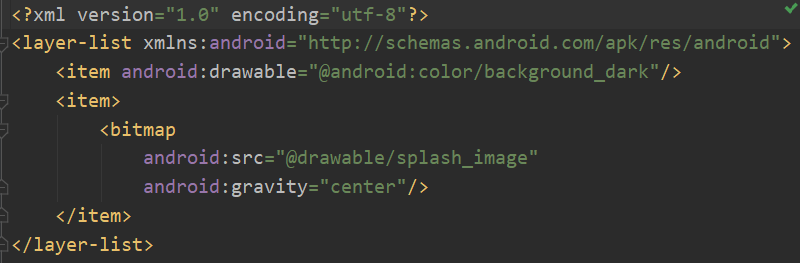 <?xml version="1.0" encoding="utf-8"?>
<layer-list xmlns:android="http://schemas.android.com/apk/res/android">
    <item android:drawable="@android:color/background_dark"/>
    <item>
        <bitmap
            android:src="@drawable/splash_image"
            android:gravity="center"/>
    </item>
</layer-list>